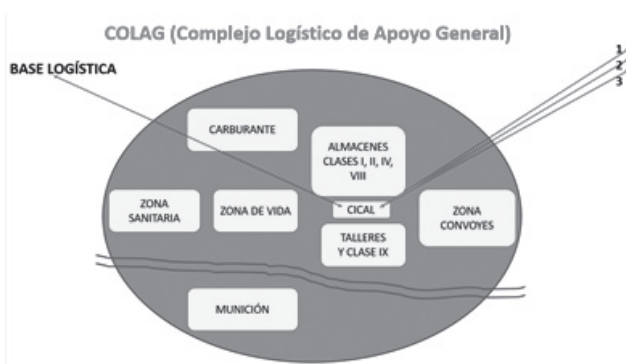 COLAG (Complejo Logístico de Apoyo General)
1
BASE LOGÍSTICA
2
3
CARBURANTE
ALMACENES
CLASES I, II, IV,
VIII
ZONA
SANITARIA
ZONA DE VIDA
CICAL
ZONA
CONVOYES
TALLERES
Y CLASE IX
MUNICIÓN